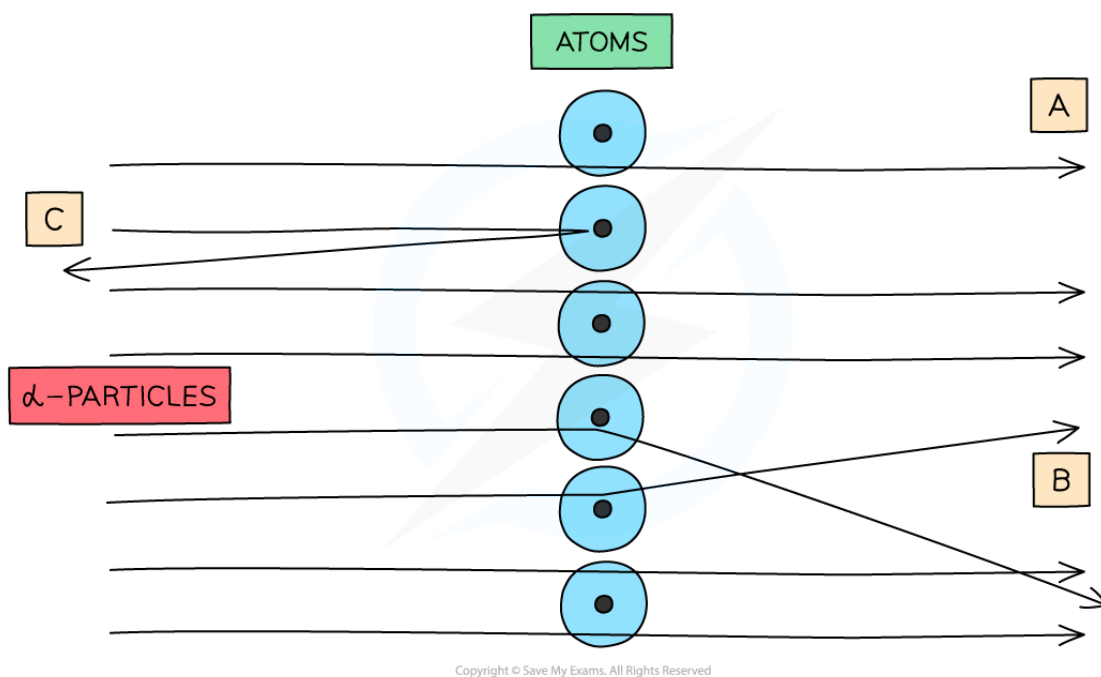 ATOMS
A
C
α-PARTICLES
B
Copyright © Save My Exams. All Rights Reserved